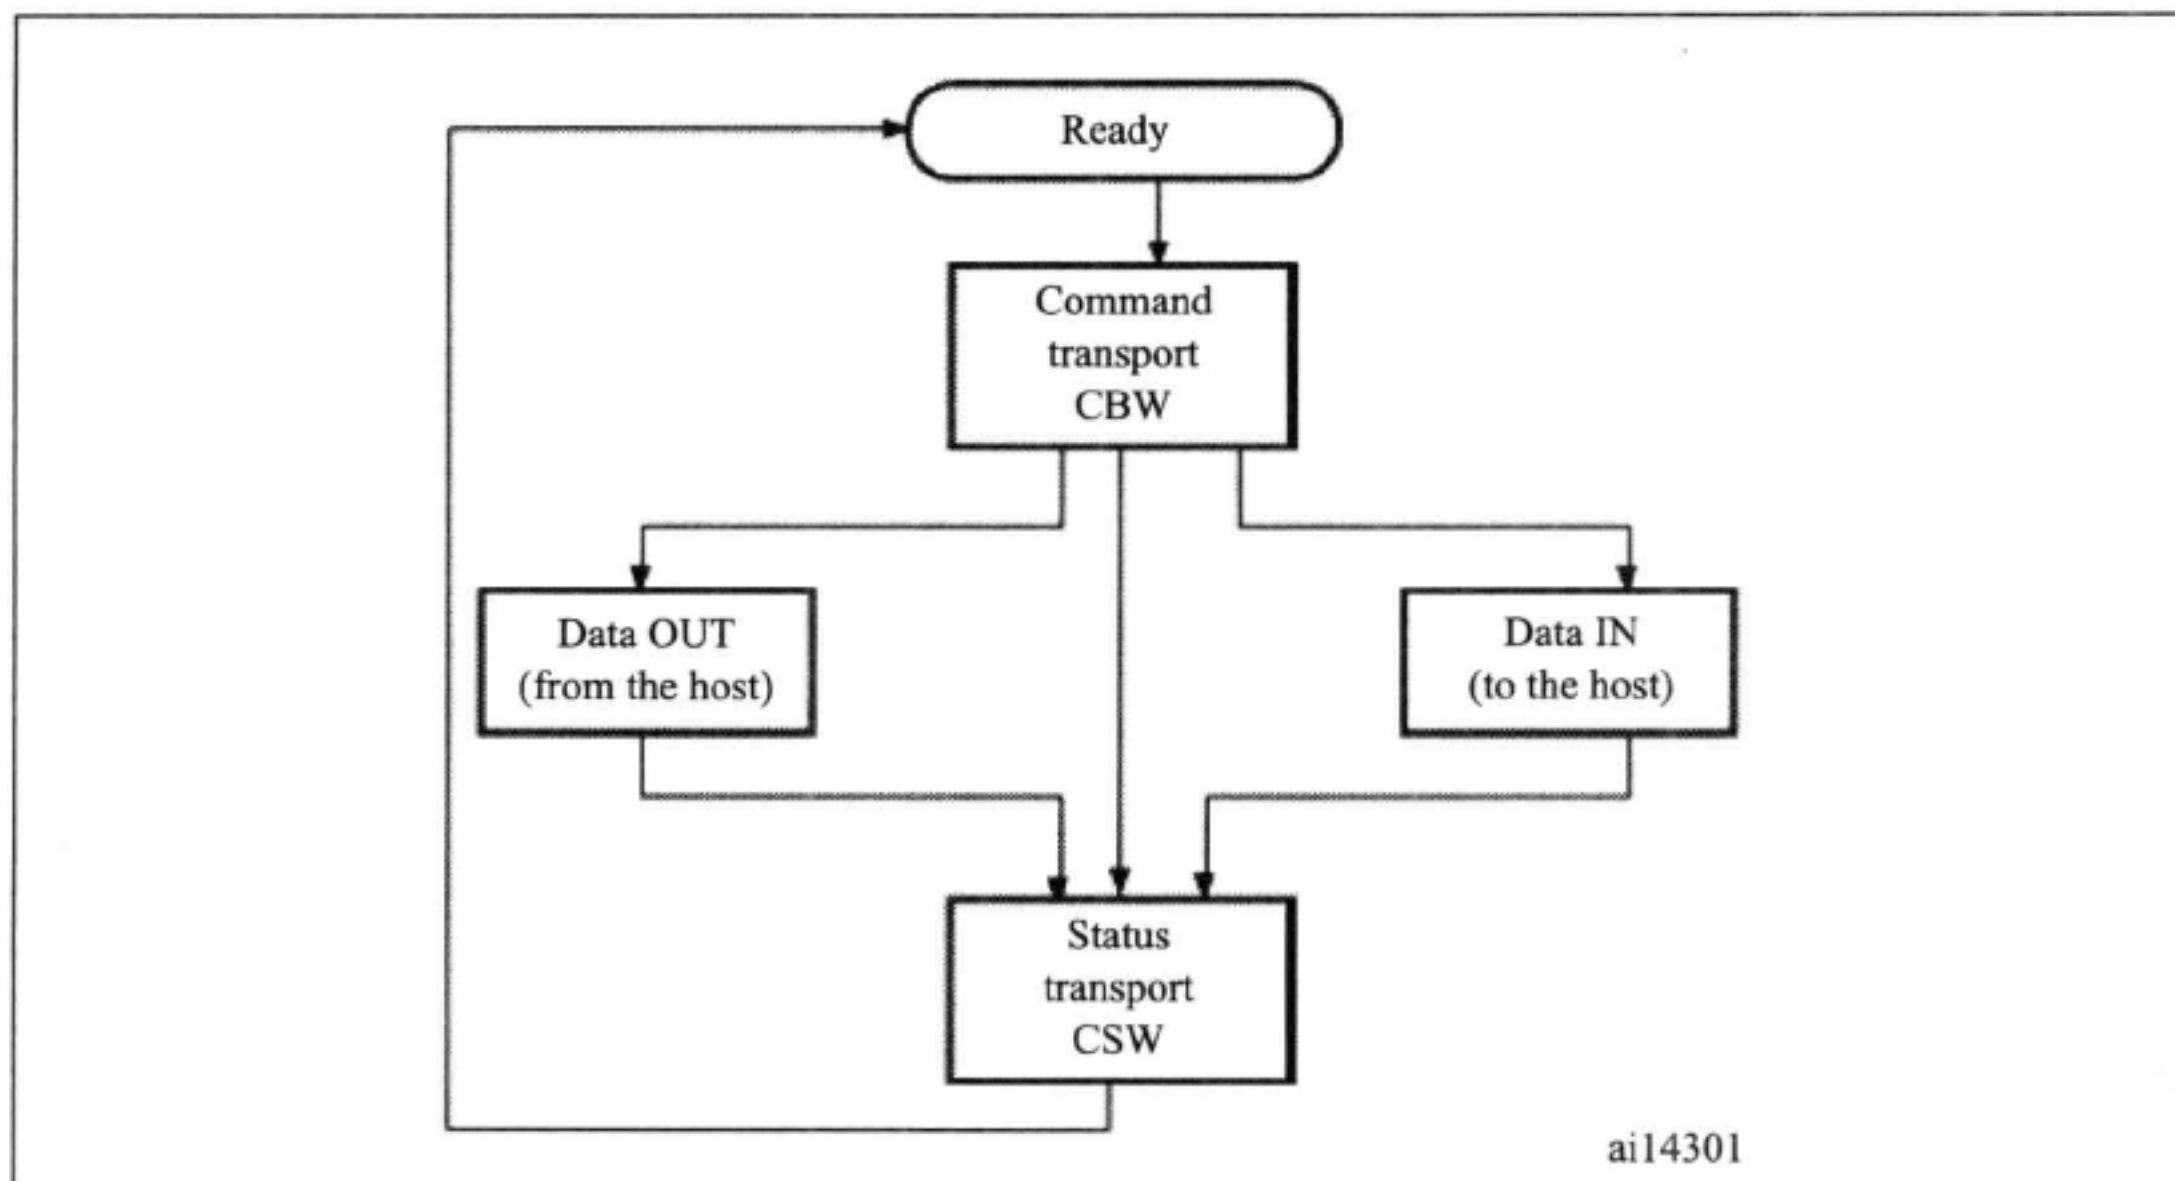 Ready
Command
transport
CBW
Data OUT
(from the host)
Data IN
(to the host)
Status
transport
CSW
ai14301